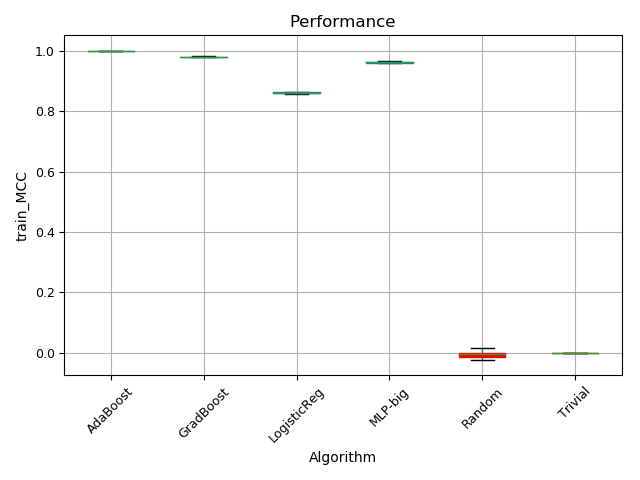 Performance
train_MCC
1.0
0.8
0.6
0.4
0.2
0.0
AdaBoost
GradBoost
LogisticReg
MLP-big
Random
Trivial
Algorithm